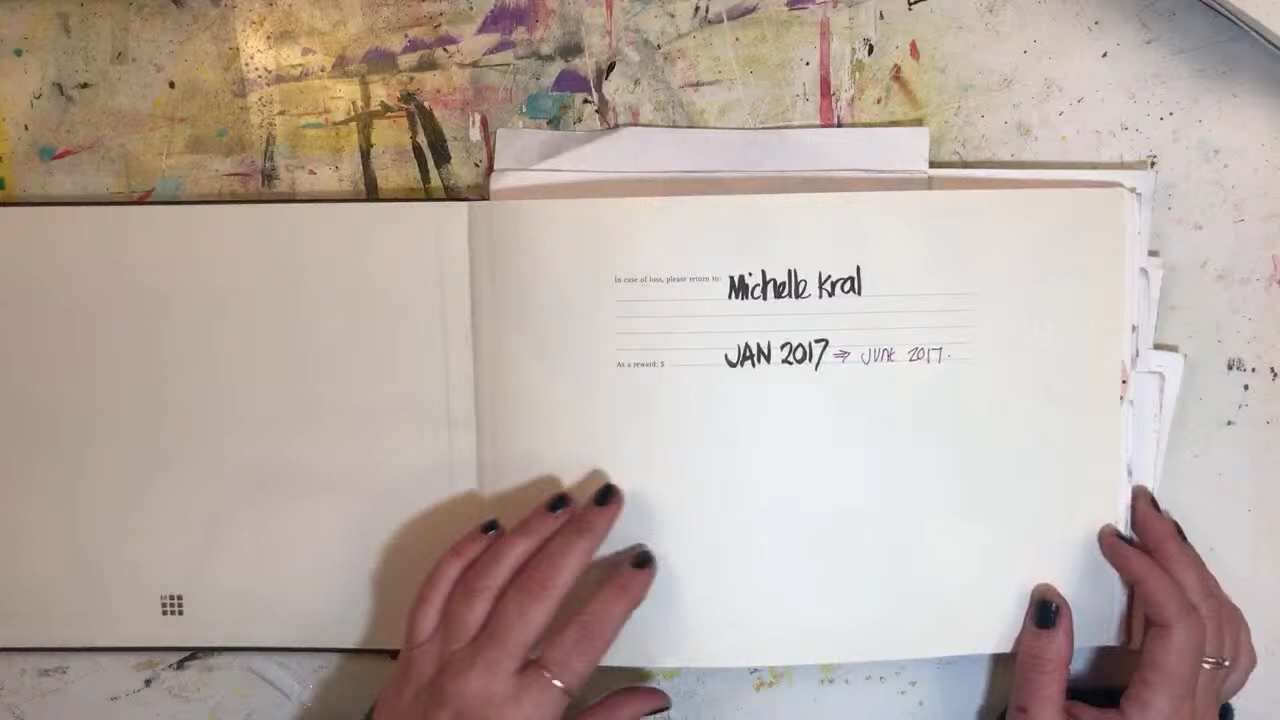 In case of loss, please return to: Michelle Kral
As a reward: $ JAN 2017 ⇒ JUNE 2017.
M